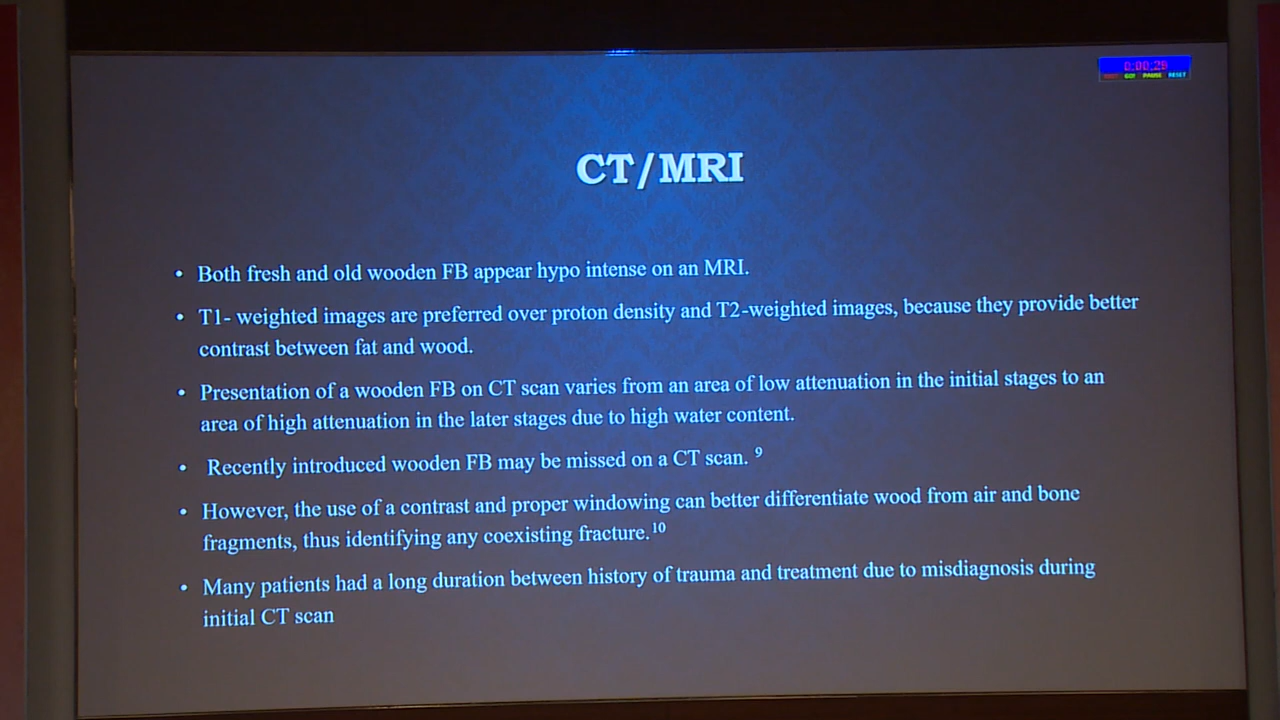 0:00:29
GO! PAUSE RESET
CT/MRI
• Both fresh and old wooden FB appear hypo intense on an MRI.
• T1- weighted images are preferred over proton density and T2-weighted images, because they provide better
contrast between fat and wood.
• Presentation of a wooden FB on CT scan varies from an area of low attenuation in the initial stages to an
area of high attenuation in the later stages due to high water content.
• Recently introduced wooden FB may be missed on a CT scan. 9
• However, the use of a contrast and proper windowing can better differentiate wood from air and bone
fragments, thus identifying any coexisting fracture.10
• Many patients had a long duration between history of trauma and treatment due to misdiagnosis during
initial CT scan